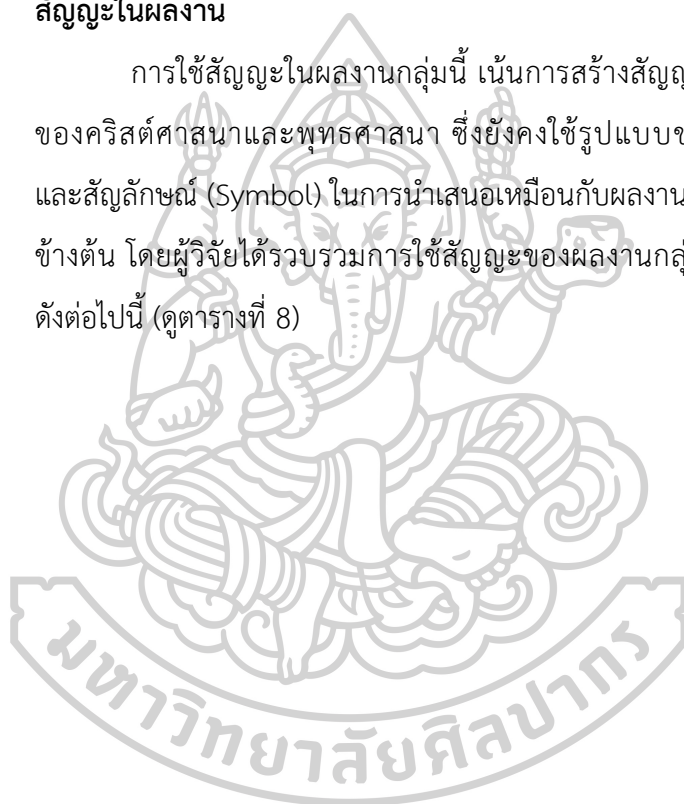 สัญญะในผลงาน
การใช้สัญญะในผลงานกลุ่มนี้ เน้นการสร้างสัญญ
ของคริสต์ศาสนาและพุทธศาสนา ซึ่งยังคงใช้รูปแบบข
และสัญลักษณ์ (Symbol) ในการนำเสนอเหมือนกับผลงาน
ข้างต้น โดยผู้วิจัยได้รวบรวมการใช้สัญญะของผลงานกลุ่
ดังต่อไปนี้ (ดูตารางที่ 8)
มหาวิทยาลัยศิลปากร